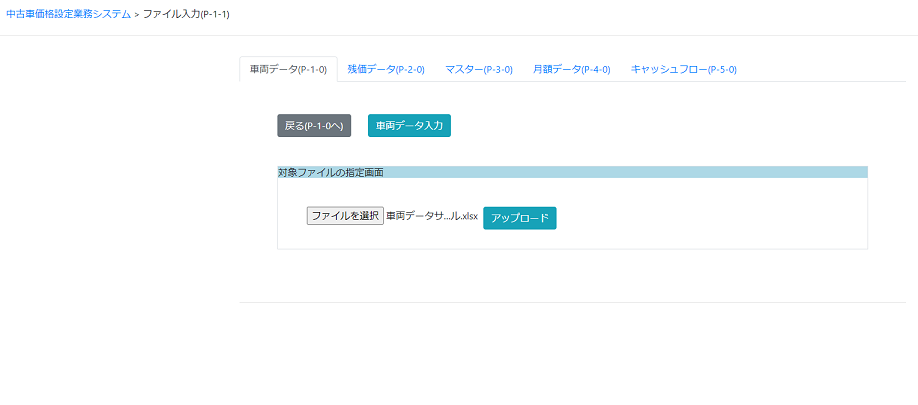 中古車価格設定業務システム > ファイル入力(P-1-1)
車両データ(P-1-0) 残価データ(P-2-0) マスター(P-3-0) 月額データ(P-4-0) キャッシュフロー(P-5-0)
戻る(P-1-0へ) 車両データ入力
対象ファイルの指定画面
ファイルを選択 車両データサ...ル.xlsx アップロード